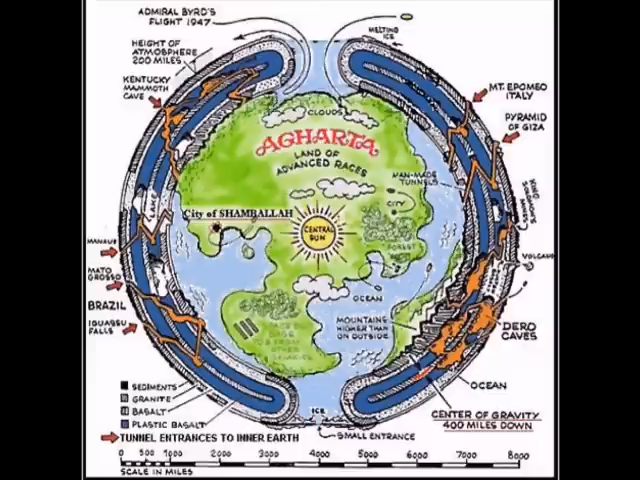 ADMIRAL BYRD'S
FLIGHT 1947
MELTING
ICE
HEIGHT OF
ATMOSPHERE
200 MILES
KENTUCKY
MAMMOTH
CAVE
MT. EPOMEO
ITALY
PYRAMID
OF GIZA
CLOUDS
AGHARTA
LAND OF
ADVANCED RACES
MAN-MADE
TUNNELS
KING
SOLOMON'S
MINES
LAKE
City of SHAMBALLAH
CITY
CENTRAL
SUN
FOREST
MANAUS
MATO
GROSSO
VOLCANO
OCEAN
BRAZIL
IGUASSU
FALLS
MOUNTAINS
HIGHER THAN
ON OUTSIDE
DERO
CAVES
SEDIMENTS
GRANITE
BASALT
PLASTIC BASALT
OCEAN
ICE
CENTER OF GRAVITY
400 MILES DOWN
TUNNEL ENTRANCES TO INNER EARTH
SMALL ENTRANCE
0 500 1000 2000 3000 4000 5000 6000 7000 8000
SCALE IN MILES